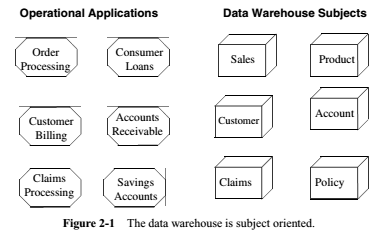 Operational Applications
Data Warehouse Subjects
Order
Processing
Consumer
Loans
Sales
Product
Customer
Billing
Accounts
Receivable
Customer
Account
Claims
Processing
Savings
Accounts
Claims
Policy
Figure 2-1 The data warehouse is subject oriented.